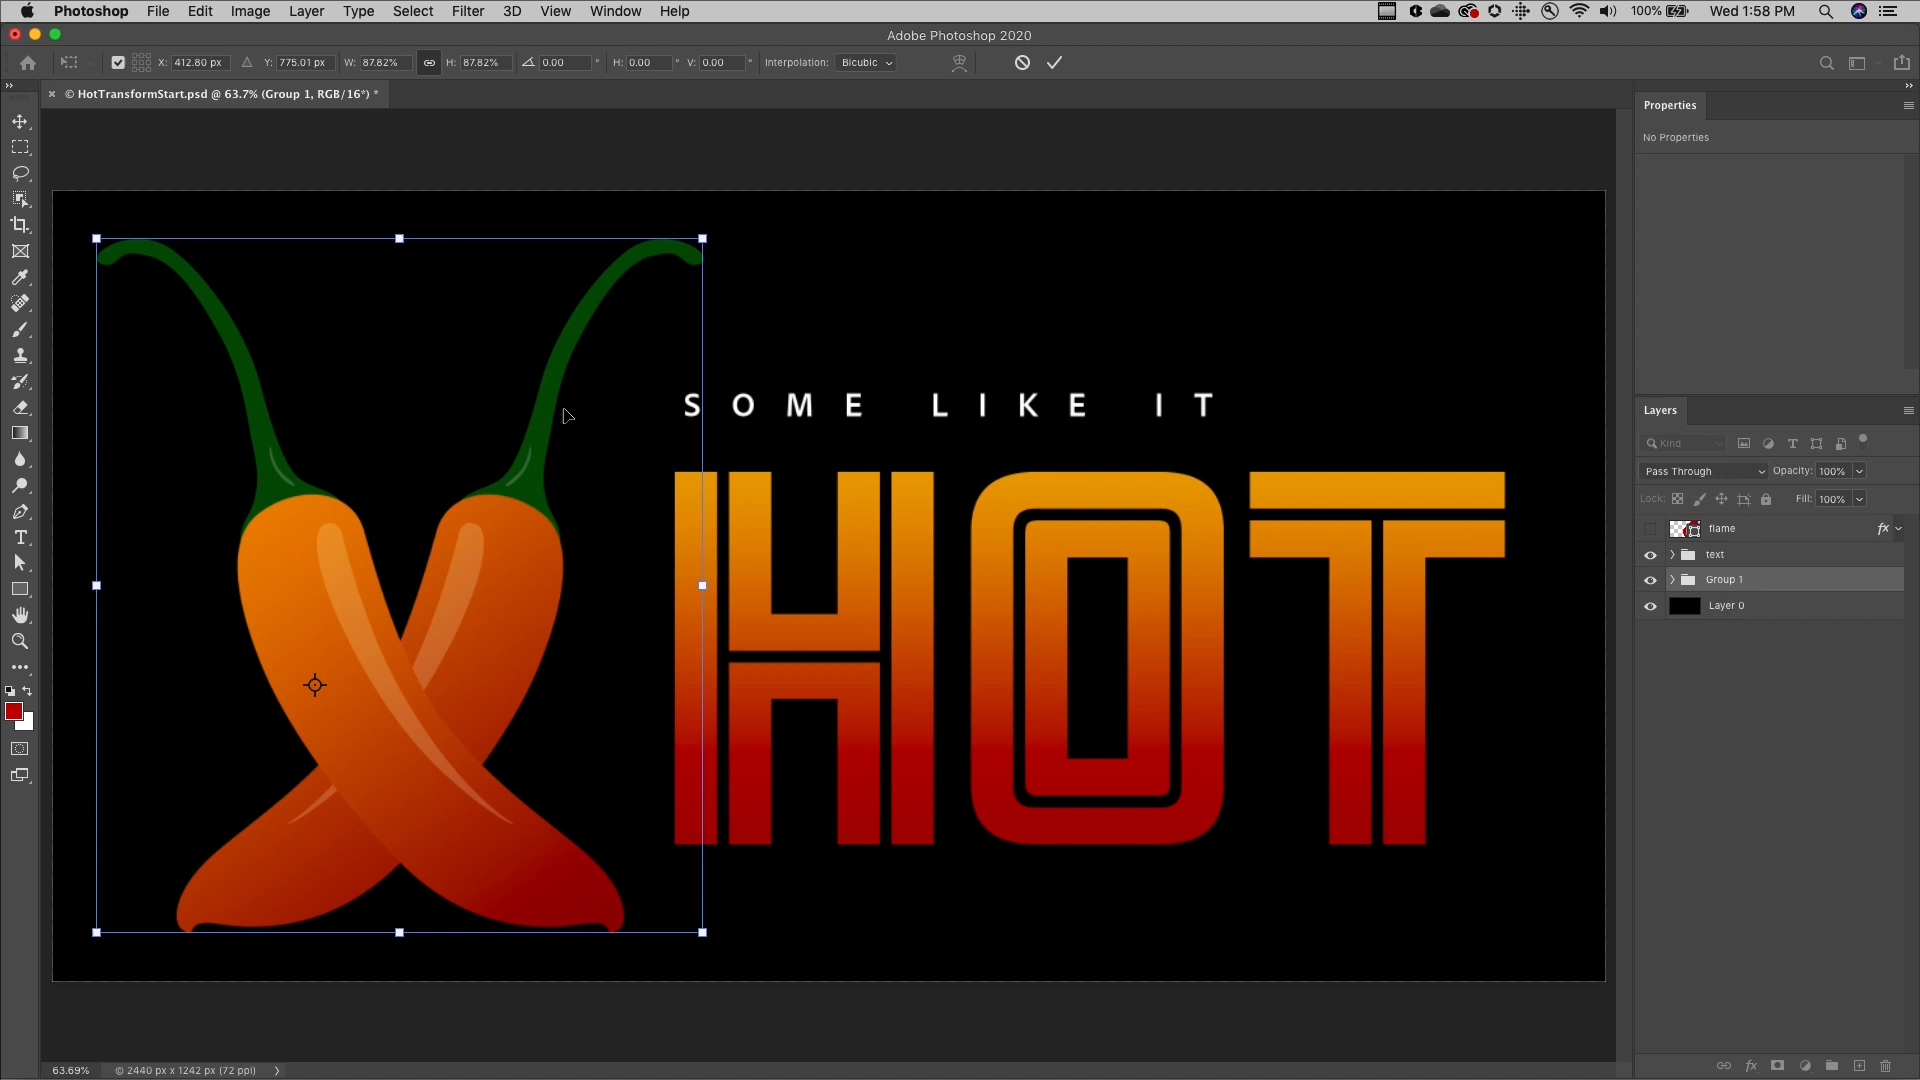 Photoshop File Edit Image Layer Type Select Filter 3D View Window Help 100% Wed 1:58 PM
Adobe Photoshop 2020
X: 412.80 px Y: 775.01 px W: 87.82% H: 87.82% 0.00 ° H: 0.00 ° V: 0.00 ° Interpolation: Bicubic
© HotTransformStart.psd @ 63.7% (Group 1, RGB/16*) *
Properties
No Properties
SOME LIKE IT
HOT
Layers
Kind
Pass Through Opacity: 100%
Lock: Fill: 100%
flame fx
text
Group 1
Layer 0
63.69% © 2440 px x 1242 px (72 ppi)
fx